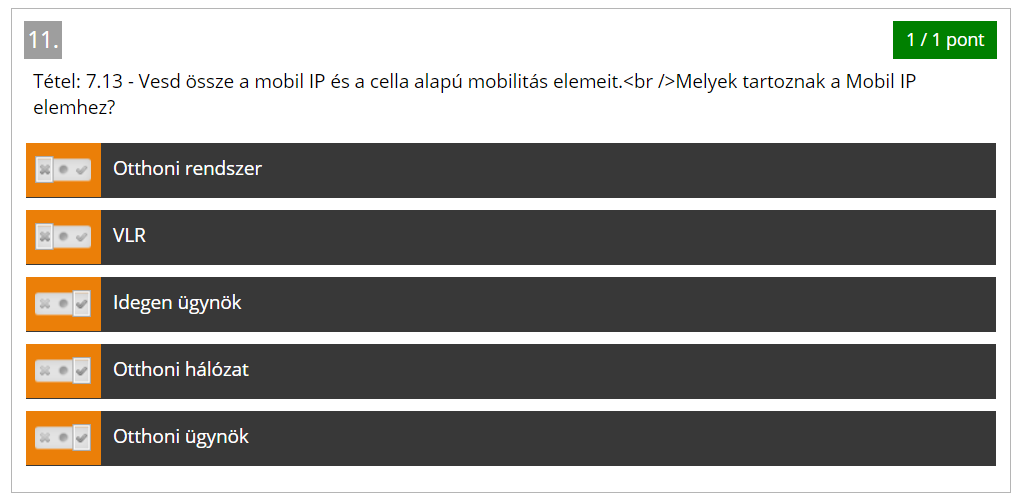 11.
1 / 1 pont
Tétel: 7.13 - Vesd össze a mobil IP és a cella alapú mobilitás elemeit.<br />Melyek tartoznak a Mobil IP
elemhez?
Otthoni rendszer
VLR
Idegen ügynök
Otthoni hálózat
Otthoni ügynök